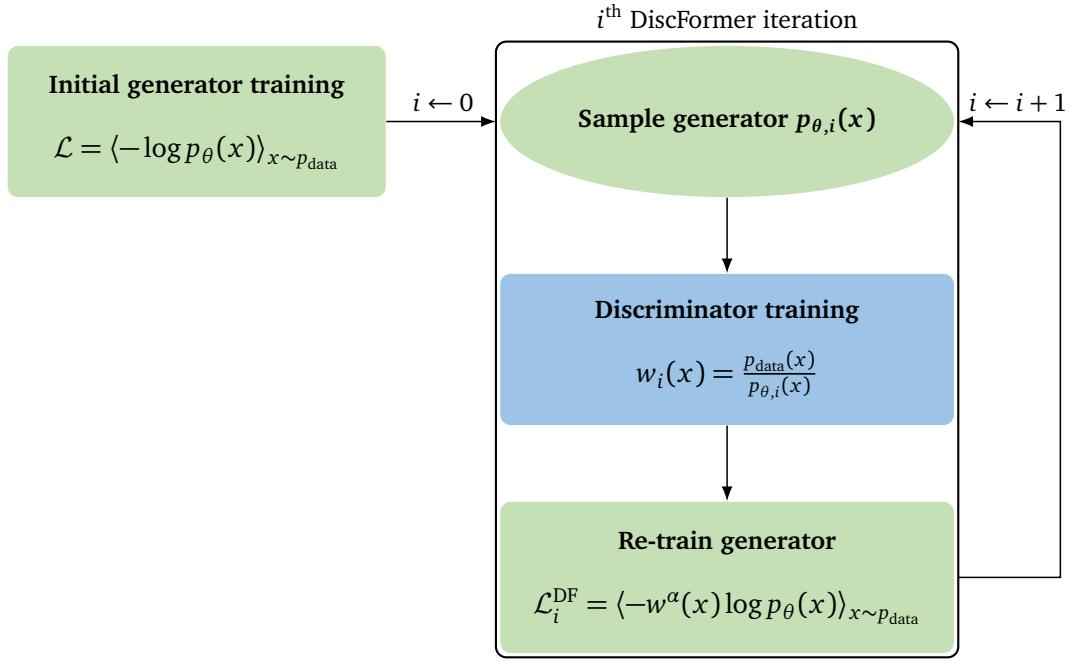 iᵗʰ DiscFormer iteration
Initial generator training
ℒ = ⟨−log p_θ(x)⟩_{x∼p_data}
i ← 0
Sample generator p_{θ,i}(x)
i ← i + 1
Discriminator training
w_i(x) = p_data(x) / p_{θ,i}(x)
Re-train generator
ℒ_i^{DF} = ⟨−w^α(x) log p_θ(x)⟩_{x∼p_data}